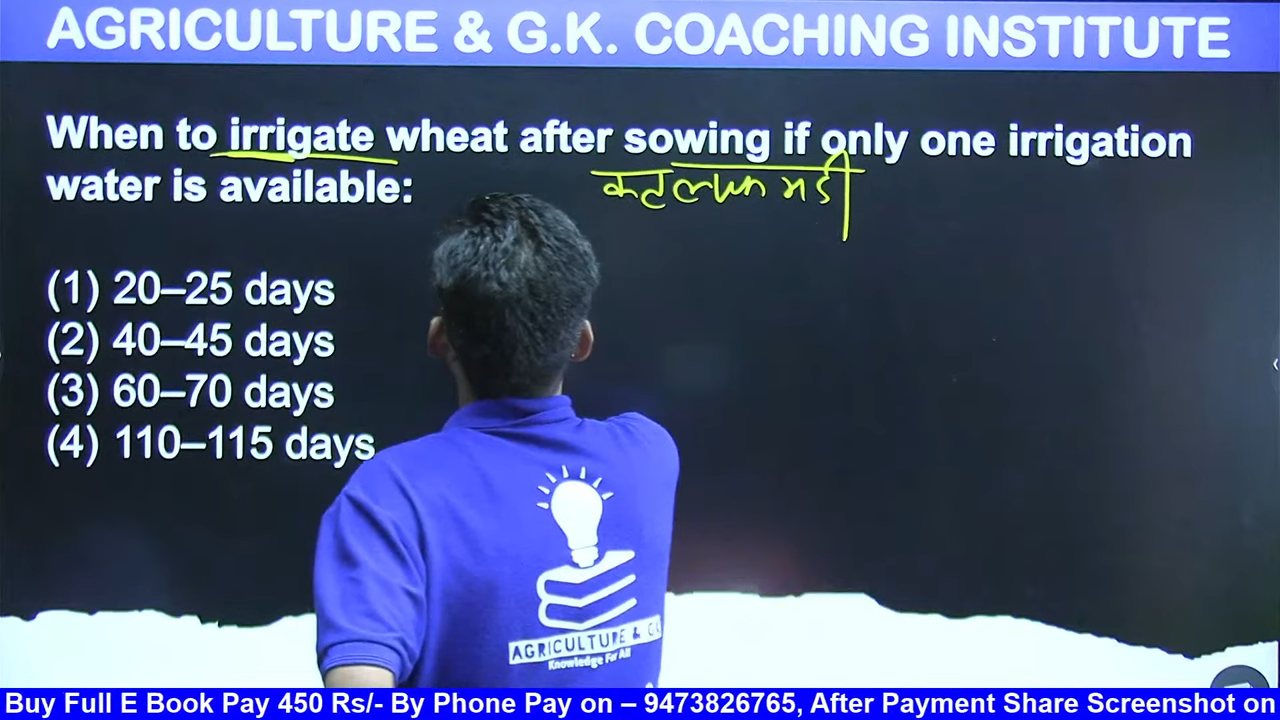 AGRICULTURE & G.K. COACHING INSTITUTE
When to irrigate wheat after sowing if only one irrigation
water is available:
(1) 20–25 days
(2) 40–45 days
(3) 60–70 days
(4) 110–115 days
AGRICULTURE & G.K
Knowledge For All
Buy Full E Book Pay 450 Rs/- By Phone Pay on – 9473826765, After Payment Share Screenshot on